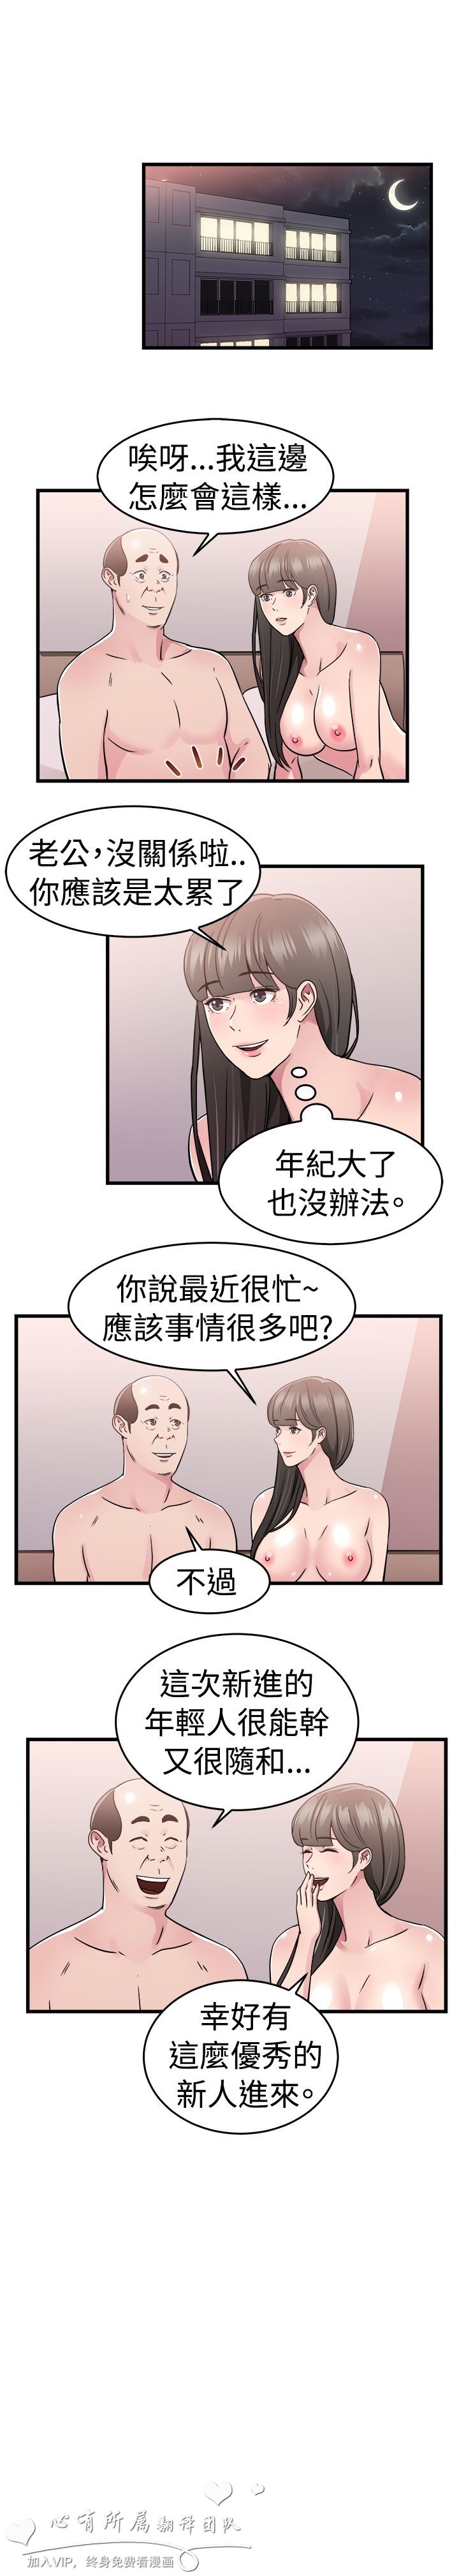 唉呀...我這邊
怎麼會這樣...
老公,沒關係啦..
你應該是太累了
年紀大了
也沒辦法。
你說最近很忙~
應該事情很多吧?
不過
這次新進的
年輕人很能幹
又很隨和...
幸好有
這麼優秀的
新人進來。
心有所属翻译团队
加入VIP，终身免费看漫画